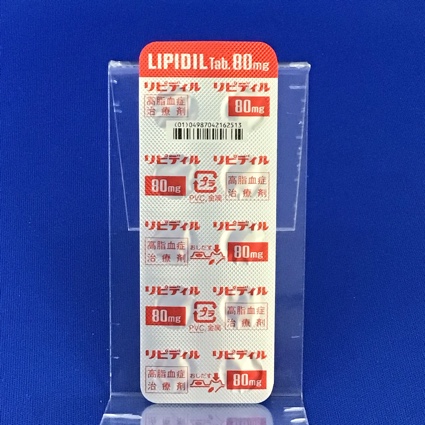 LIPIDIL Tab. 80mg
リピディル リピディル
高脂血症
治療剤
80mg
(01)04987042162513
リピディル リピディル
80mg
プラ
PVC, 金属
高脂血症
治療剤
リピディル リピディル
高脂血症
治療剤
おしだす
80mg
リピディル リピディル
80mg
プラ
PVC, 金属
高脂血症
治療剤
リピディル リピディル
高脂血症
治療剤
おしだす
80mg